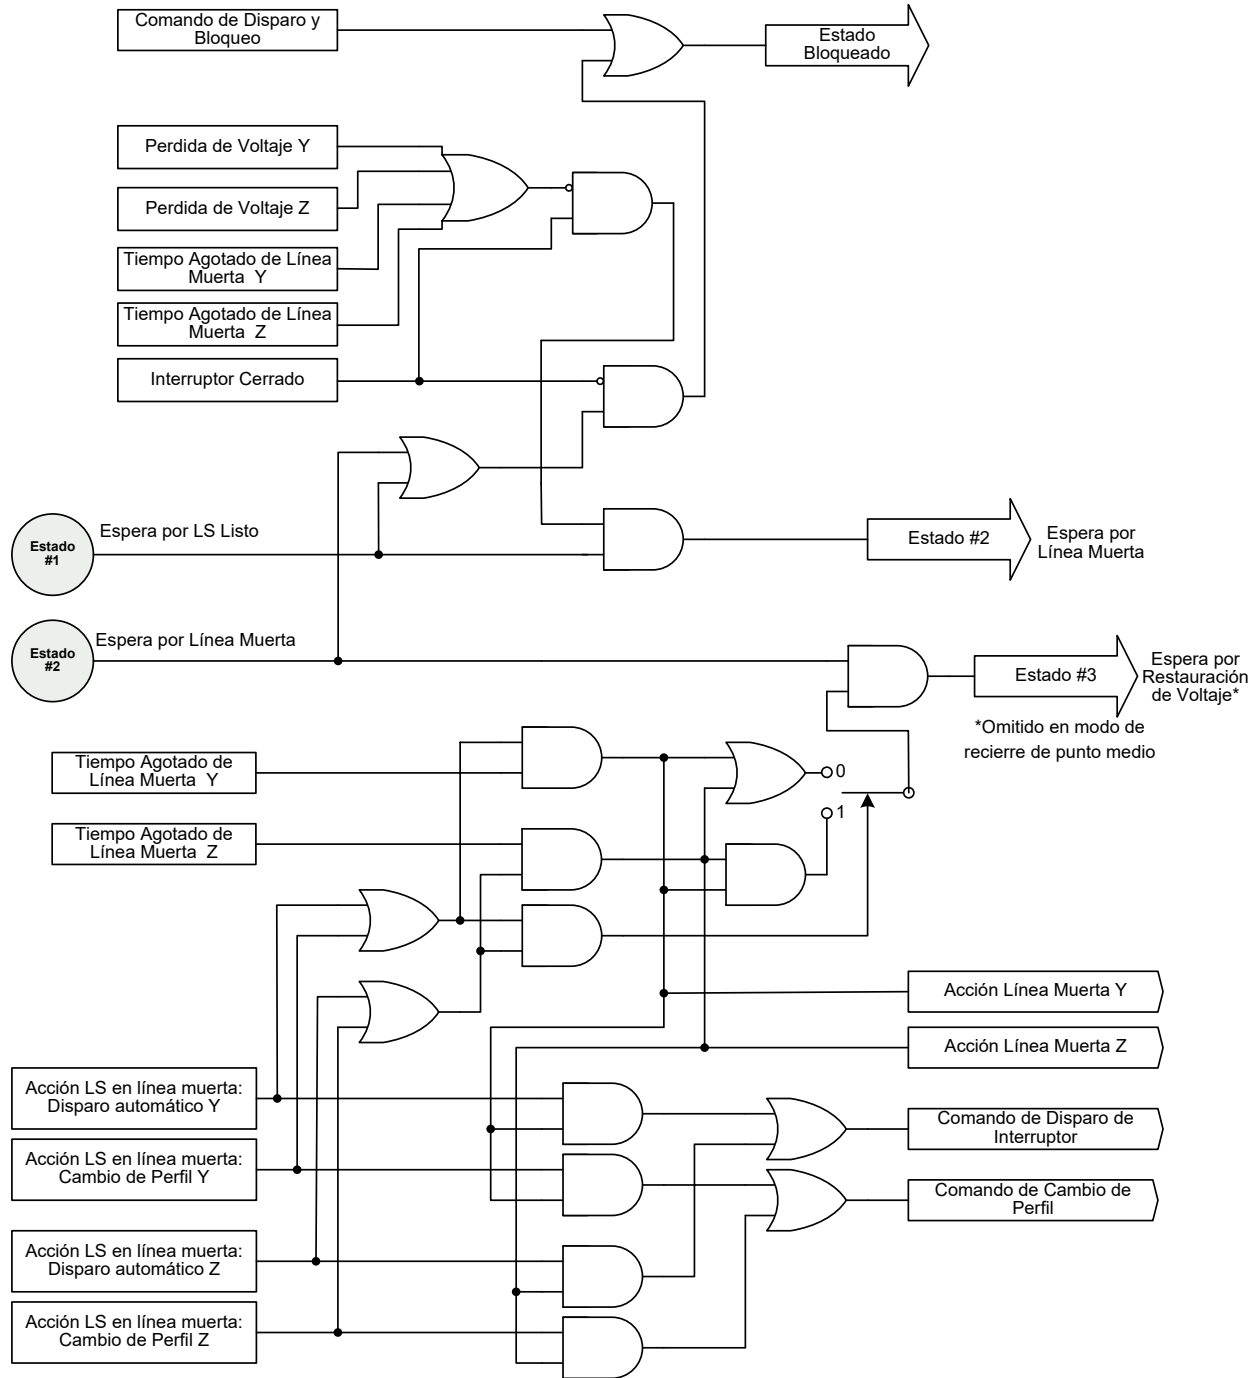 Comando de Disparo y
Bloqueo
Estado
Bloqueado
Perdida de Voltaje Y
Perdida de Voltaje Z
Tiempo Agotado de Línea
Muerta Y
Tiempo Agotado de Línea
Muerta Z
Interruptor Cerrado
Estado
#1
Espera por LS Listo
Estado #2
Espera por
Línea Muerta
Estado
#2
Espera por Línea Muerta
Estado #3
Espera por
Restauración
de Voltaje*
*Omitido en modo de
recierre de punto medio
Tiempo Agotado de
Línea Muerta Y
0
1
Tiempo Agotado de
Línea Muerta Z
Acción Línea Muerta Y
Acción Línea Muerta Z
Acción LS en línea muerta:
Disparo automático Y
Comando de Disparo de
Interruptor
Acción LS en línea muerta:
Cambio de Perfil Y
Comando de Cambio de
Perfil
Acción LS en línea muerta:
Disparo automático Z
Acción LS en línea muerta:
Cambio de Perfil Z